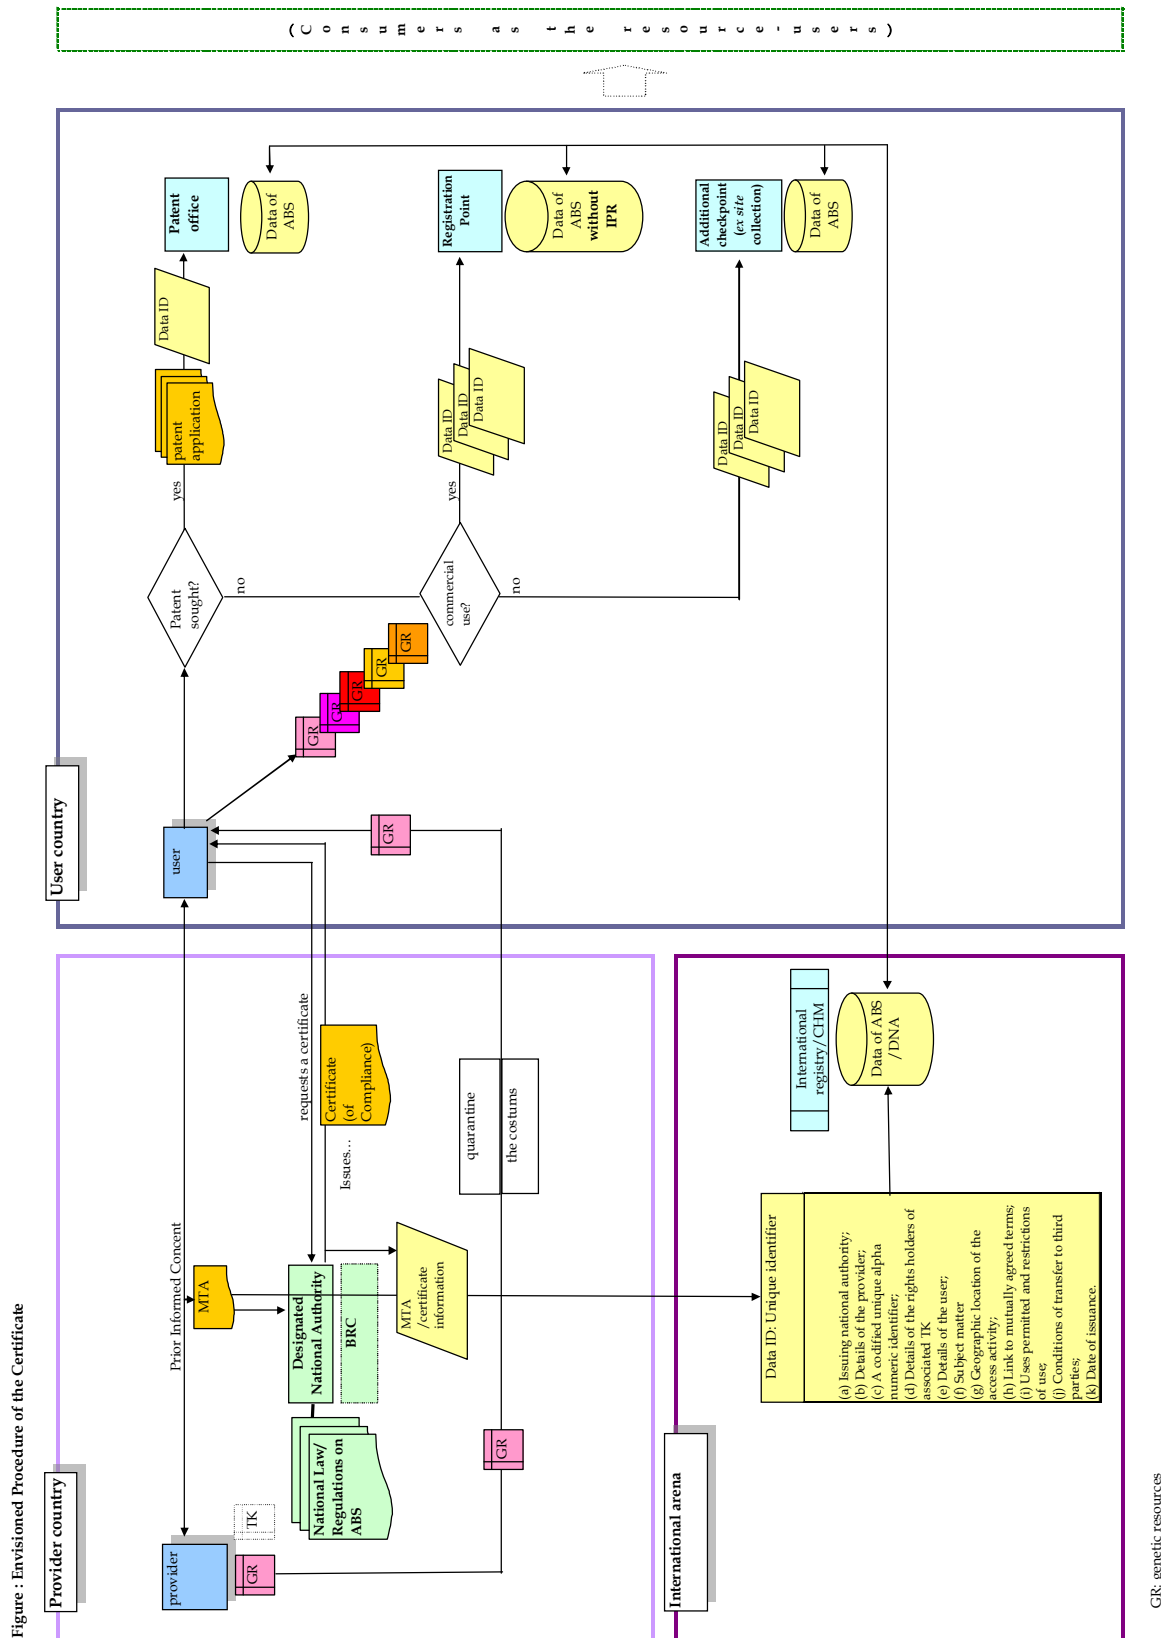 Figure : Envisioned Procedure of the Certificate
Provider country
User country
provider
GR
TK
Prior Informed Concent
MTA
National Law/
Regulations on
ABS
Designated
National Authority
BRC
MTA
/certificate
information
requests a certificate
Issues…
Certificate
(of
Compliance)
GR
quarantine
the costums
user
GR
GR
GR
GR
GR
GR
Patent
sought?
yes
no
patent
application
Data ID
Patent
office
Data of
ABS
commercial
use?
yes
no
Data ID
Data ID
Data ID
Registration
Point
Data of
ABS
without
IPR
Data ID
Data ID
Data ID
Additional
checkpoint
(ex site
collection)
Data of
ABS
International arena
Data ID: Unique identifier
(a) Issuing national authority;
(b) Details of the provider;
(c) A codified unique alpha
numeric identifier;
(d) Details of the rights holders of
associated TK
(e) Details of the user;
(f) Subject matter
(g) Geographic location of the
access activity;
(h) Link to mutually agreed terms;
(i) Uses permitted and restrictions
of use;
(j) Conditions of transfer to third
parties;
(k) Date of issuance.
International
registry/CHM
Data of ABS
/DNA
(Consumers as the resource-users)
GR: genetic resources